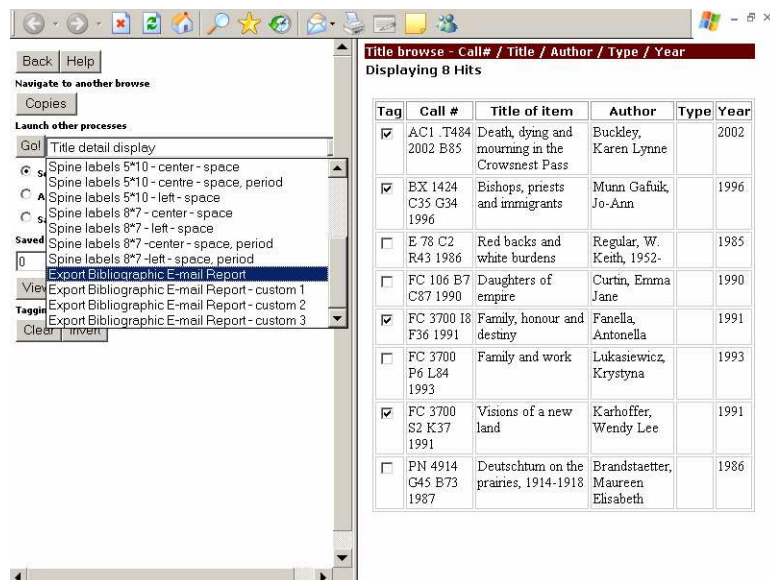 Back Help
Navigate to another browse
Copies
Launch other processes
Go! Title detail display
Spine labels 5*10 - center - space
Spine labels 5*10 - centre - space, period
Spine labels 5*10 - left - space
Spine labels 8*7 - center - space
Spine labels 8*7 - left - space
Spine labels 8*7 -center - space, period
Spine labels 8*7 -left - space, period
Export Bibliographic E-mail Report
Export Bibliographic E-mail Report - custom 1
Export Bibliographic E-mail Report - custom 2
Export Bibliographic E-mail Report - custom 3
Saved
0
Clear Invert
Title browse - Call# / Title / Author / Type / Year
Displaying 8 Hits
Tag Call # Title of item Author Type Year
AC1 .T484 Death, dying and Buckley, 2002
2002 B85 mourning in the Karen Lynne
Crowsnest Pass
BX 1424 Bishops, priests Munn Gafuik, 1996
C35 G34 and immigrants Jo-Ann
1996
E 78 C2 Red backs and Regular, W. 1985
R43 1986 white burdens Keith, 1952-
FC 106 B7 Daughters of Curtin, Emma 1990
C87 1990 empire Jane
FC 3700 I8 Family, honour and Fanella, 1991
F36 1991 destiny Antonella
FC 3700 Family and work Lukasiewicz, 1993
P6 L84 Krystyna
1993
FC 3700 Visions of a new Karhoffer, 1991
S2 K37 land Wendy Lee
1991
PN 4914 Deutschtum on the Brandstaetter, 1986
G45 B73 prairies, 1914-1918 Maureen
1987 Elisabeth